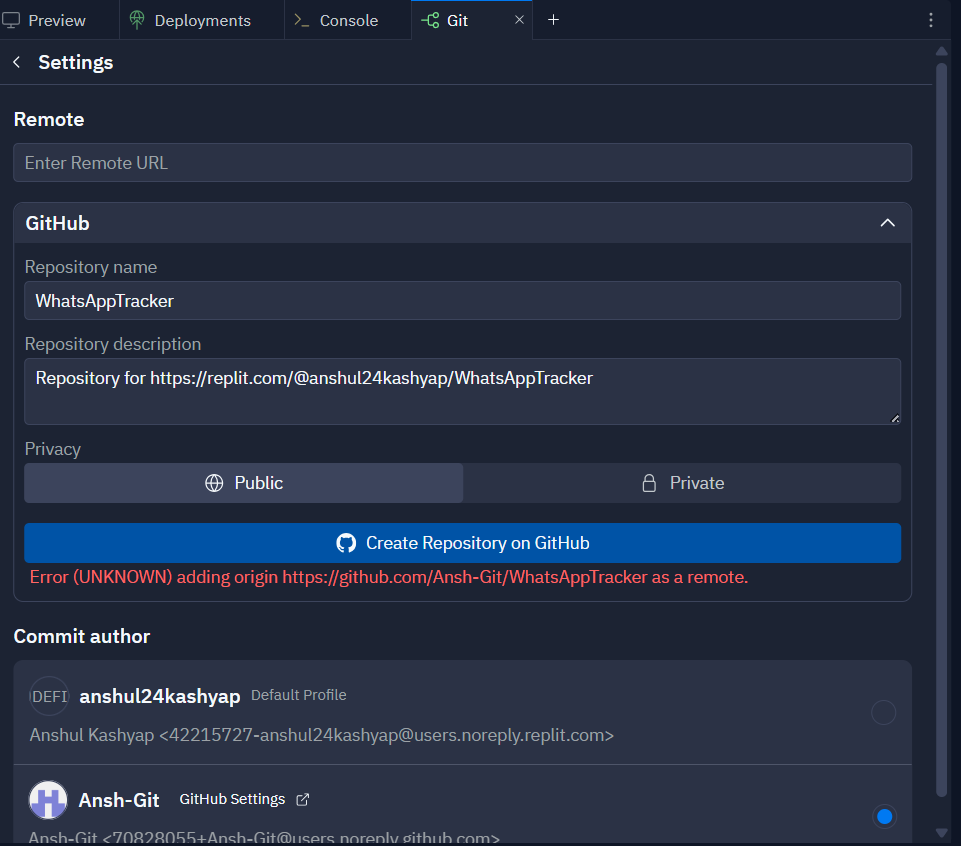 Preview Deployments Console Git
Settings
Remote
Enter Remote URL
GitHub
Repository name
WhatsAppTracker
Repository description
Repository for https://replit.com/@anshul24kashyap/WhatsAppTracker
Privacy
Public Private
Create Repository on GitHub
Error (UNKNOWN) adding origin https://github.com/Ansh-Git/WhatsAppTracker as a remote.
Commit author
DEFI anshul24kashyap Default Profile
Anshul Kashyap <42215727-anshul24kashyap@users.noreply.replit.com>
Ansh-Git GitHub Settings
Ansh-Git <70828055+Ansh-Git@users.noreply.github.com>